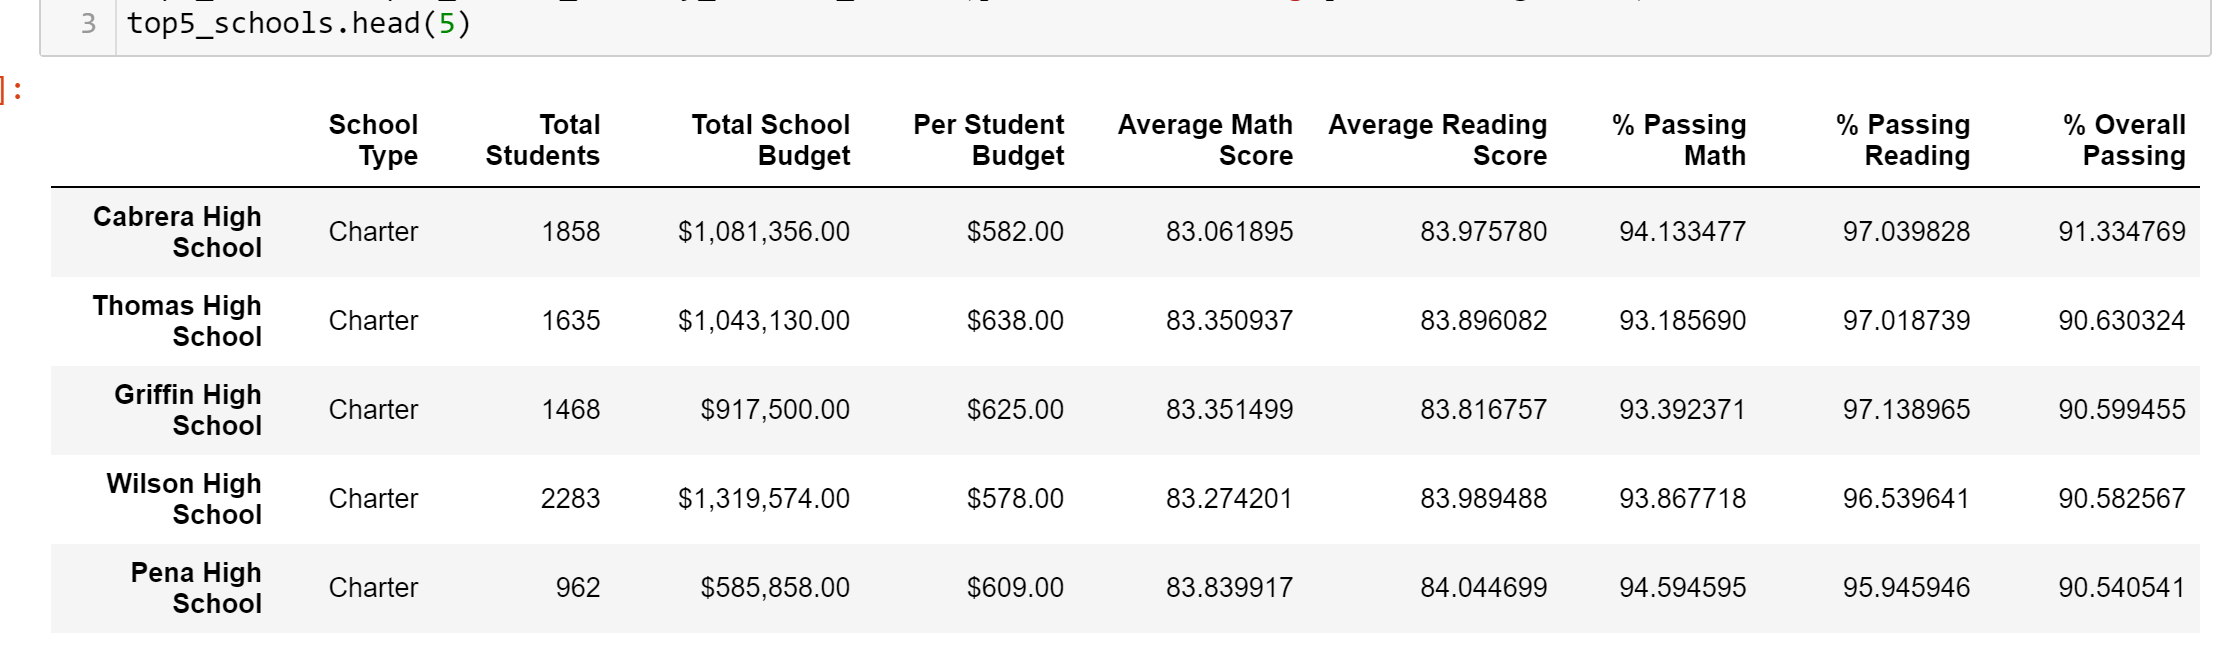 3 top5_schools.head(5)
]:
School Type Total Students Total School Budget Per Student Budget Average Math Score Average Reading Score % Passing Math % Passing Reading % Overall Passing
Cabrera High School Charter 1858 $1,081,356.00 $582.00 83.061895 83.975780 94.133477 97.039828 91.334769
Thomas High School Charter 1635 $1,043,130.00 $638.00 83.350937 83.896082 93.185690 97.018739 90.630324
Griffin High School Charter 1468 $917,500.00 $625.00 83.351499 83.816757 93.392371 97.138965 90.599455
Wilson High School Charter 2283 $1,319,574.00 $578.00 83.274201 83.989488 93.867718 96.539641 90.582567
Pena High School Charter 962 $585,858.00 $609.00 83.839917 84.044699 94.594595 95.945946 90.540541